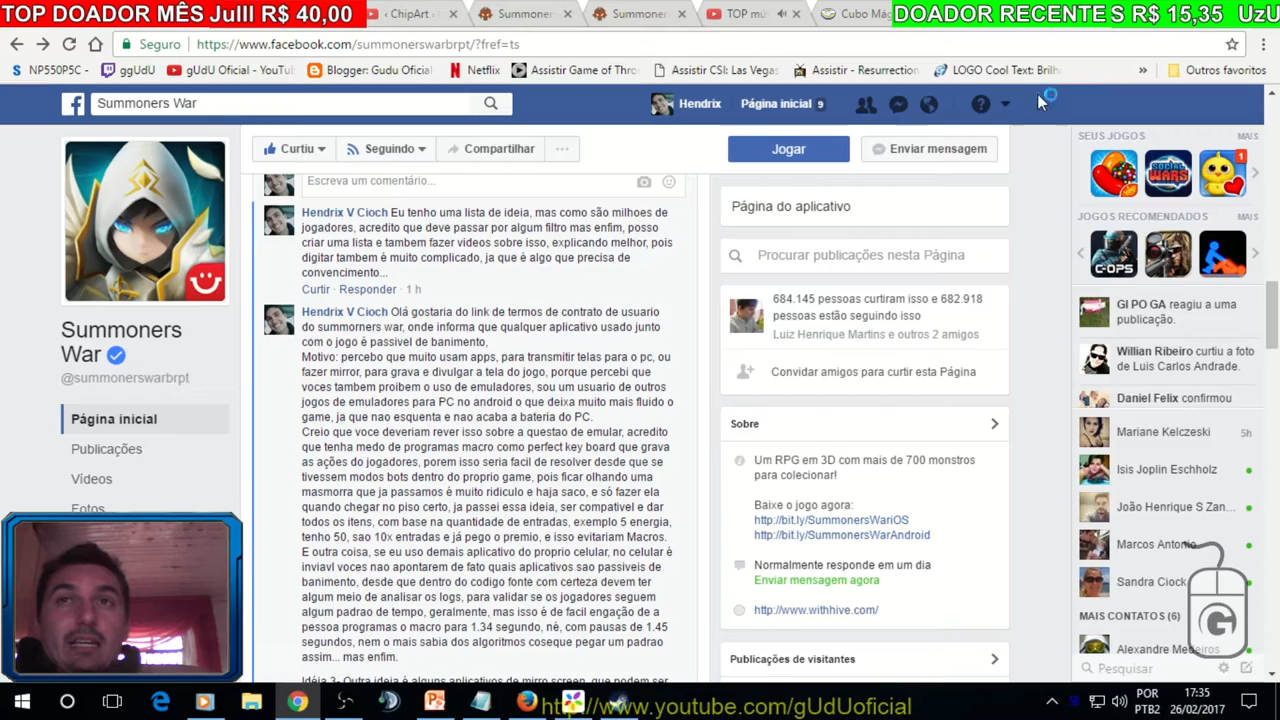 TOP DOADOR MÊS JulII R$ 40,00
‹ ChipArt ‹
Summoner
Summoner
TOP mú
Cubo Mág
DOADOR RECENTE S R$ 15,35 UzU
Seguro https://www.facebook.com/summonerswarbrpt/?fref=ts
NP550P5C -
ggUdU
gUdU Oficial - YouTu
Blogger: Gudu Oficial
Netflix
Assistir Game of Thro
Assistir CSI: Las Vegas
Assistir - Resurrection
LOGO Cool Text: Brilh
Outros favoritos
Summoners War
Hendrix
Página inicial 9
Curtiu
Seguindo
Compartilhar
Jogar
Enviar mensagem
Escreva um comentário...
Hendrix V Cioch Eu tenho uma lista de ideia, mas como são milhoes de
jogadores, acredito que deve passar por algum filtro mas enfim, posso
criar uma lista e tambem fazer videos sobre isso, explicando melhor, pois
digitar tambem é muito complicado, ja que é algo que precisa de
convencimento...
Curtir · Responder · 1 h
Hendrix V Cioch Olá gostaria do link de termos de contrato de usuario
do summorners war, onde informa que qualquer aplicativo usado junto
com o jogo é passivel de banimento,
Motivo: percebo que muito usam apps, para transmitir telas para o pc, ou
fazer mirror, para grava e divulgar a tela do jogo, porque percebi que
voces tambem proibem o uso de emuladores, sou um usuario de outros
jogos de emuladores para PC no android o que deixa muito mais fluido o
game, ja que nao esquenta e nao acaba a bateria do PC.
Creio que voce deveriam rever isso sobre a questao de emular, acredito
que tenha medo de programas macro como perfect key board que grava
as ações do jogadores, porem isso seria facil de resolver desde que se
tivessem modos bots dentro do proprio game, pois ficar olhando uma
masmorra que ja passamos é muito ridiculo e haja saco, e só fazer ela
quando chegar no piso certo, ja passei essa ideia, ser compativel e dar
todos os itens, com base na quantidade de entradas, exemplo 5 energia,
tenho 50, sao 10x entradas e já pego o premio, e isso evitariam Macros.
E outra coisa, se eu uso demais aplicativo do proprio celular, no celular é
inviavl voces nao apontarem de fato quais aplicativos sao passiveis de
banimento, desde que dentro do codigo fonte com certeza devem ter
algum meio de analisar os logs, para validar se os jogadores seguem
algum padrao de tempo, geralmente, mas isso é de facil engação de a
pessoa programas o macro para 1.34 segundo, nè, com pausas de 1.45
segundos, nem o mais sabia dos algoritmos coseque pegar um padrao
assim... mas enfim.
Idéia 3- Outra ideia é alguns aplicativos de mirro screen, que podem ser
Summoners
War
@summonerswarbrpt
Página inicial
Publicações
Vídeos
Fotos
Página do aplicativo
Procurar publicações nesta Página
684.145 pessoas curtiram isso e 682.918
pessoas estão seguindo isso
Luiz Henrique Martins e outros 2 amigos
Convidar amigos para curtir esta Página
Sobre
Um RPG em 3D com mais de 700 monstros
para colecionar!
Baixe o jogo agora:
http://bit.ly/SummonersWariOS
http://bit.ly/SummonersWarAndroid
Normalmente responde em um dia
Enviar mensagem agora
http://www.withhive.com/
Publicações de visitantes
SEUS JOGOS MAIS
SOCIAL WARS
1
JOGOS RECOMENDADOS MAIS
C-OPS
GI PO GA reagiu a uma
publicação.
Willian Ribeiro curtiu a foto
de Luis Carlos Andrade.
Daniel Felix confirmou
Mariane Kelczeski 5h
Isis Joplin Eschholz
João Henrique S Zan...
Marcos Antonio
Sandra Ciock
MAIS CONTATOS (6)
Alexandre Medeiros
Pesquisar
http://www.youtube.com/gUdUoficial
POR
PTB2
17:35
26/02/2017